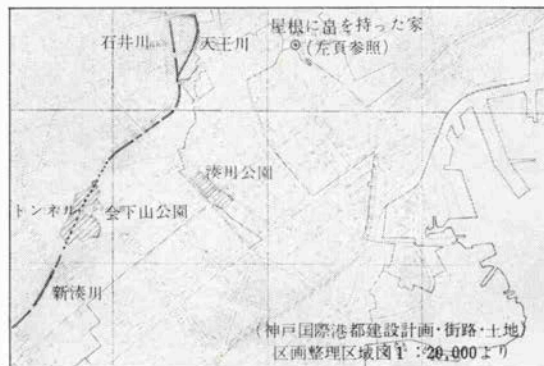 屋根に畠を持った家
(左頁参照)
石井川
天王川
湊川公園
トンネル
会下山公園
新湊川
(神戸国際港都建設計画・街路・土地)
区画整理区域図1:20,000より